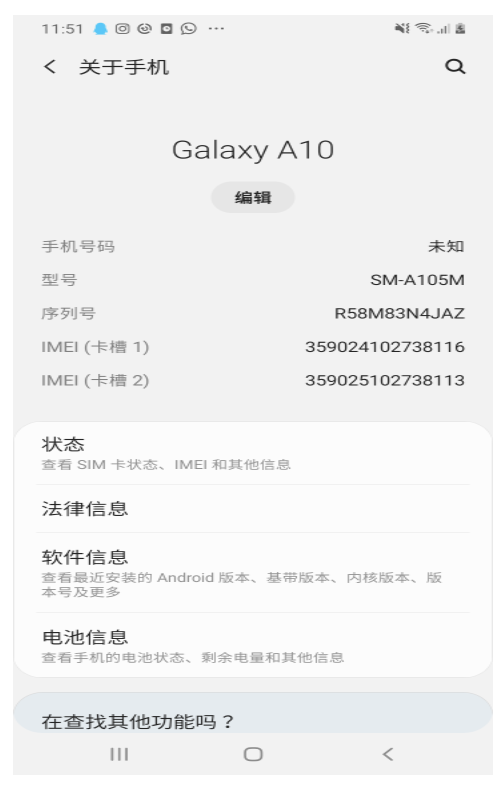 11:51
关于手机
Galaxy A10
编辑
手机号码 未知
型号 SM-A105M
序列号 R58M83N4JAZ
IMEI (卡槽 1) 359024102738116
IMEI (卡槽 2) 359025102738113
状态
查看 SIM 卡状态、IMEI 和其他信息
法律信息
软件信息
查看最近安装的 Android 版本、基带版本、内核版本、版
本号及更多
电池信息
查看手机的电池状态、剩余电量和其他信息
在查找其他功能吗？